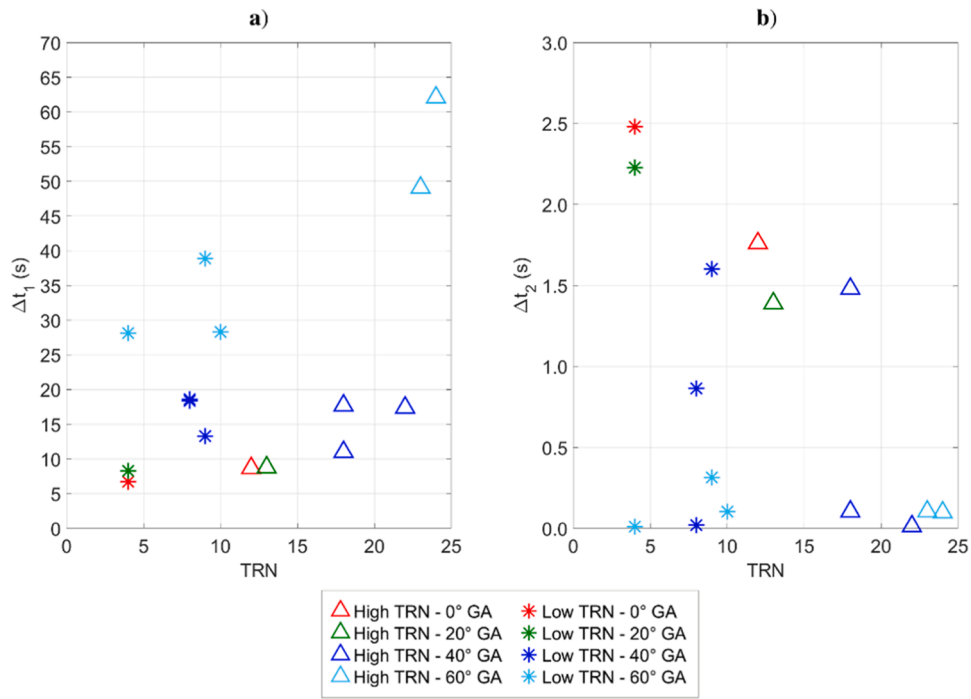 a)
70
65
60
55
50
45
40
35
30
25
20
15
10
5
0
Δt1 (s)
0 5 10 15 20 25
TRN
b)
3.0
2.5
2.0
1.5
1.0
0.5
0.0
Δt2 (s)
0 5 10 15 20 25
TRN
High TRN - 0° GA
High TRN - 20° GA
High TRN - 40° GA
High TRN - 60° GA
Low TRN - 0° GA
Low TRN - 20° GA
Low TRN - 40° GA
Low TRN - 60° GA